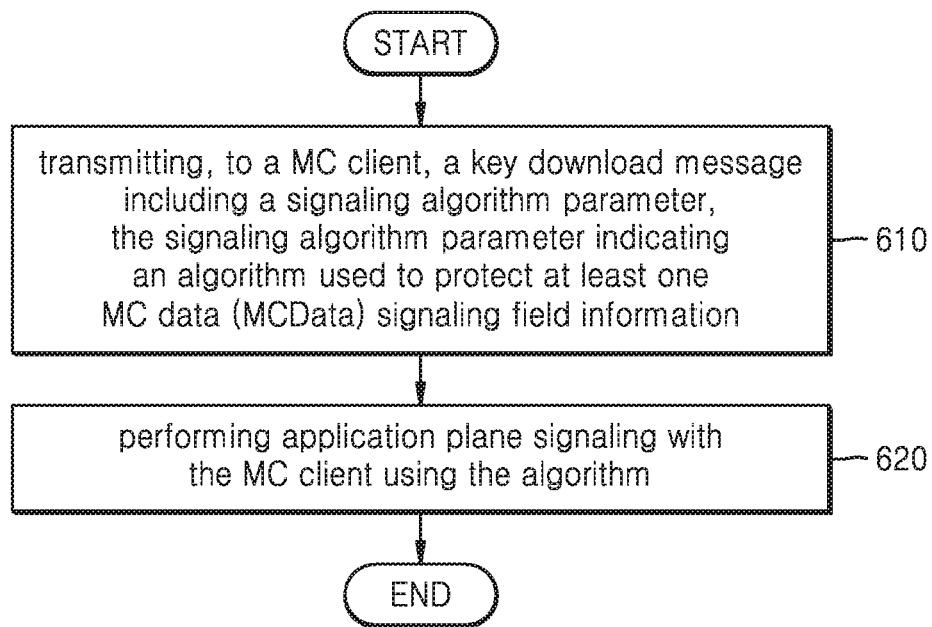 START
transmitting, to a MC client, a key download message
including a signaling algorithm parameter,
the signaling algorithm parameter indicating
an algorithm used to protect at least one
MC data (MCData) signaling field information
610
performing application plane signaling with
the MC client using the algorithm
620
END